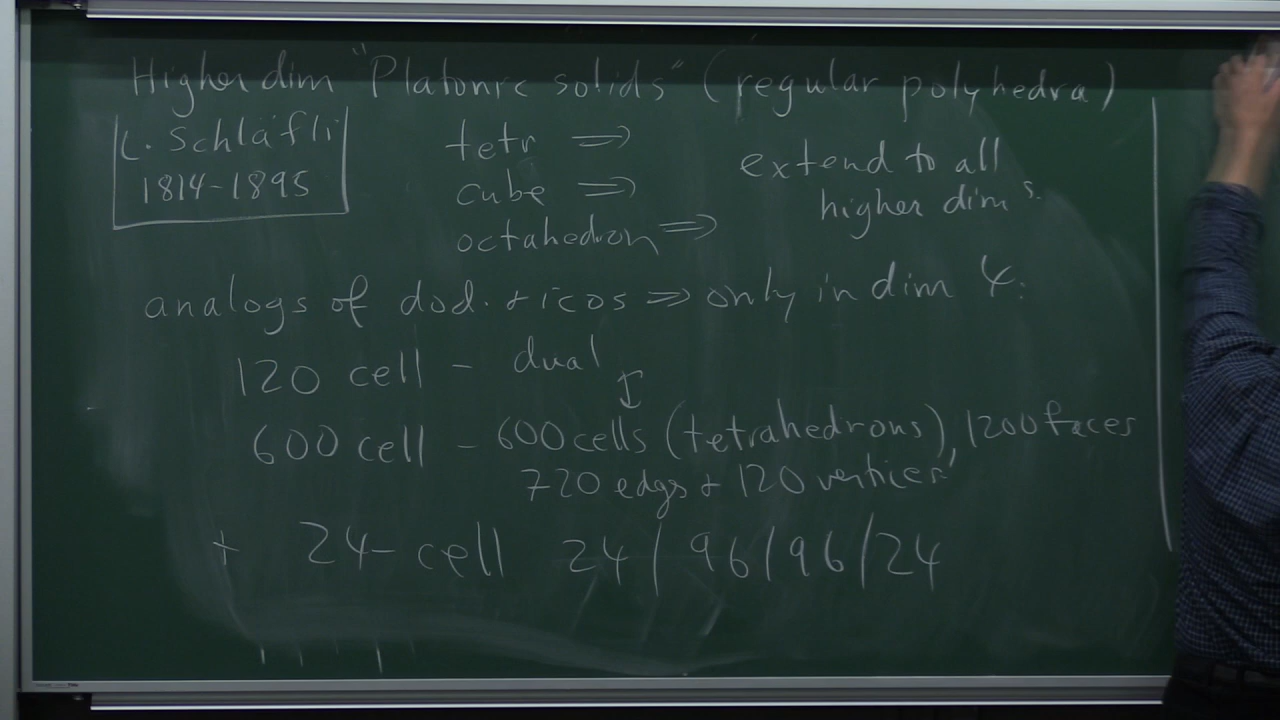 Higher dim "Platonic solids" (regular polyhedra)
L. Schläfli
1814-1895
tetr ⇒
cube ⇒
octahedron ⇒
extend to all
higher dim s.
analogs of dod. + icos ⇒ only in dim 4:
120 cell - dual
↕
600 cell - 600 cells (tetrahedrons), 1200 faces
720 edgs + 120 vertices
+ 24-cell 24/96/96/24